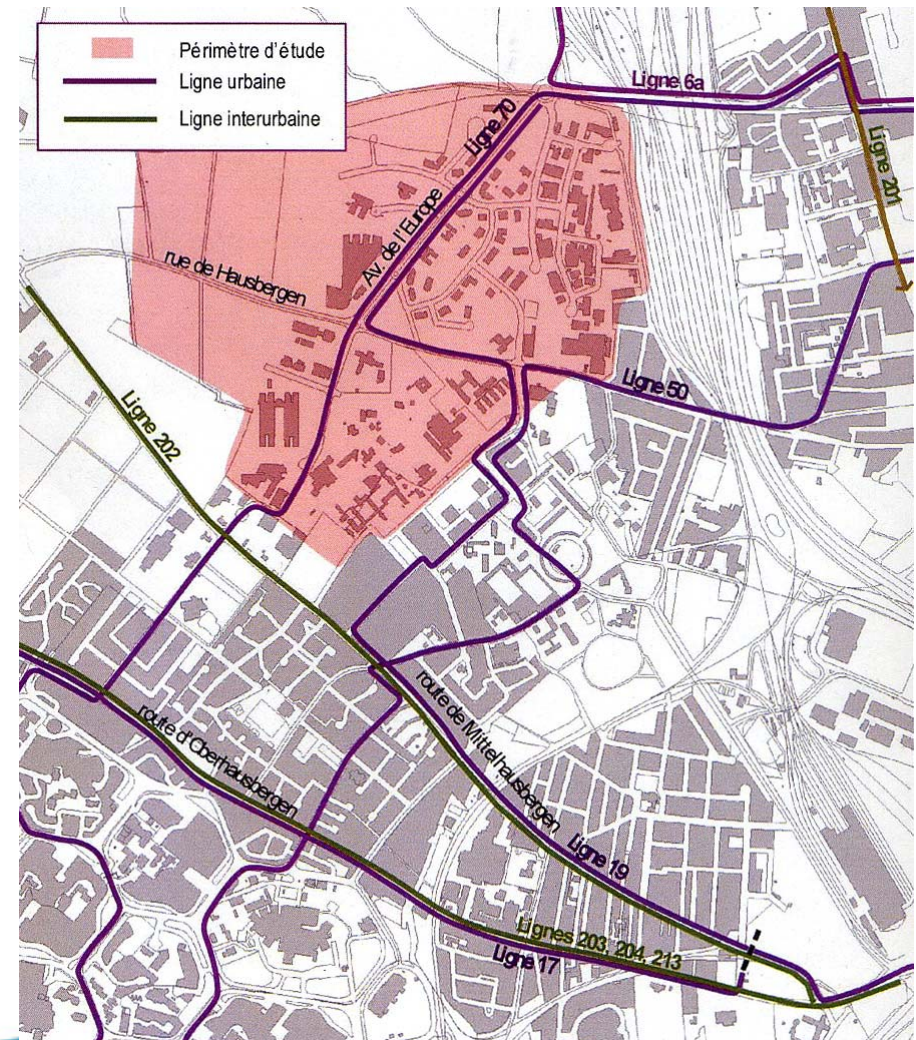 Périmètre d'étude
Ligne urbaine
Ligne interurbaine
Ligne 6a
Ligne 70
Ligne 201
Av. de l'Europe
rue de Hausbergen
Ligne 50
Ligne 202
route de Mittelhausbergen
route d'Oberhausbergen
Ligne 19
Lignes 203, 204, 213
Ligne 17